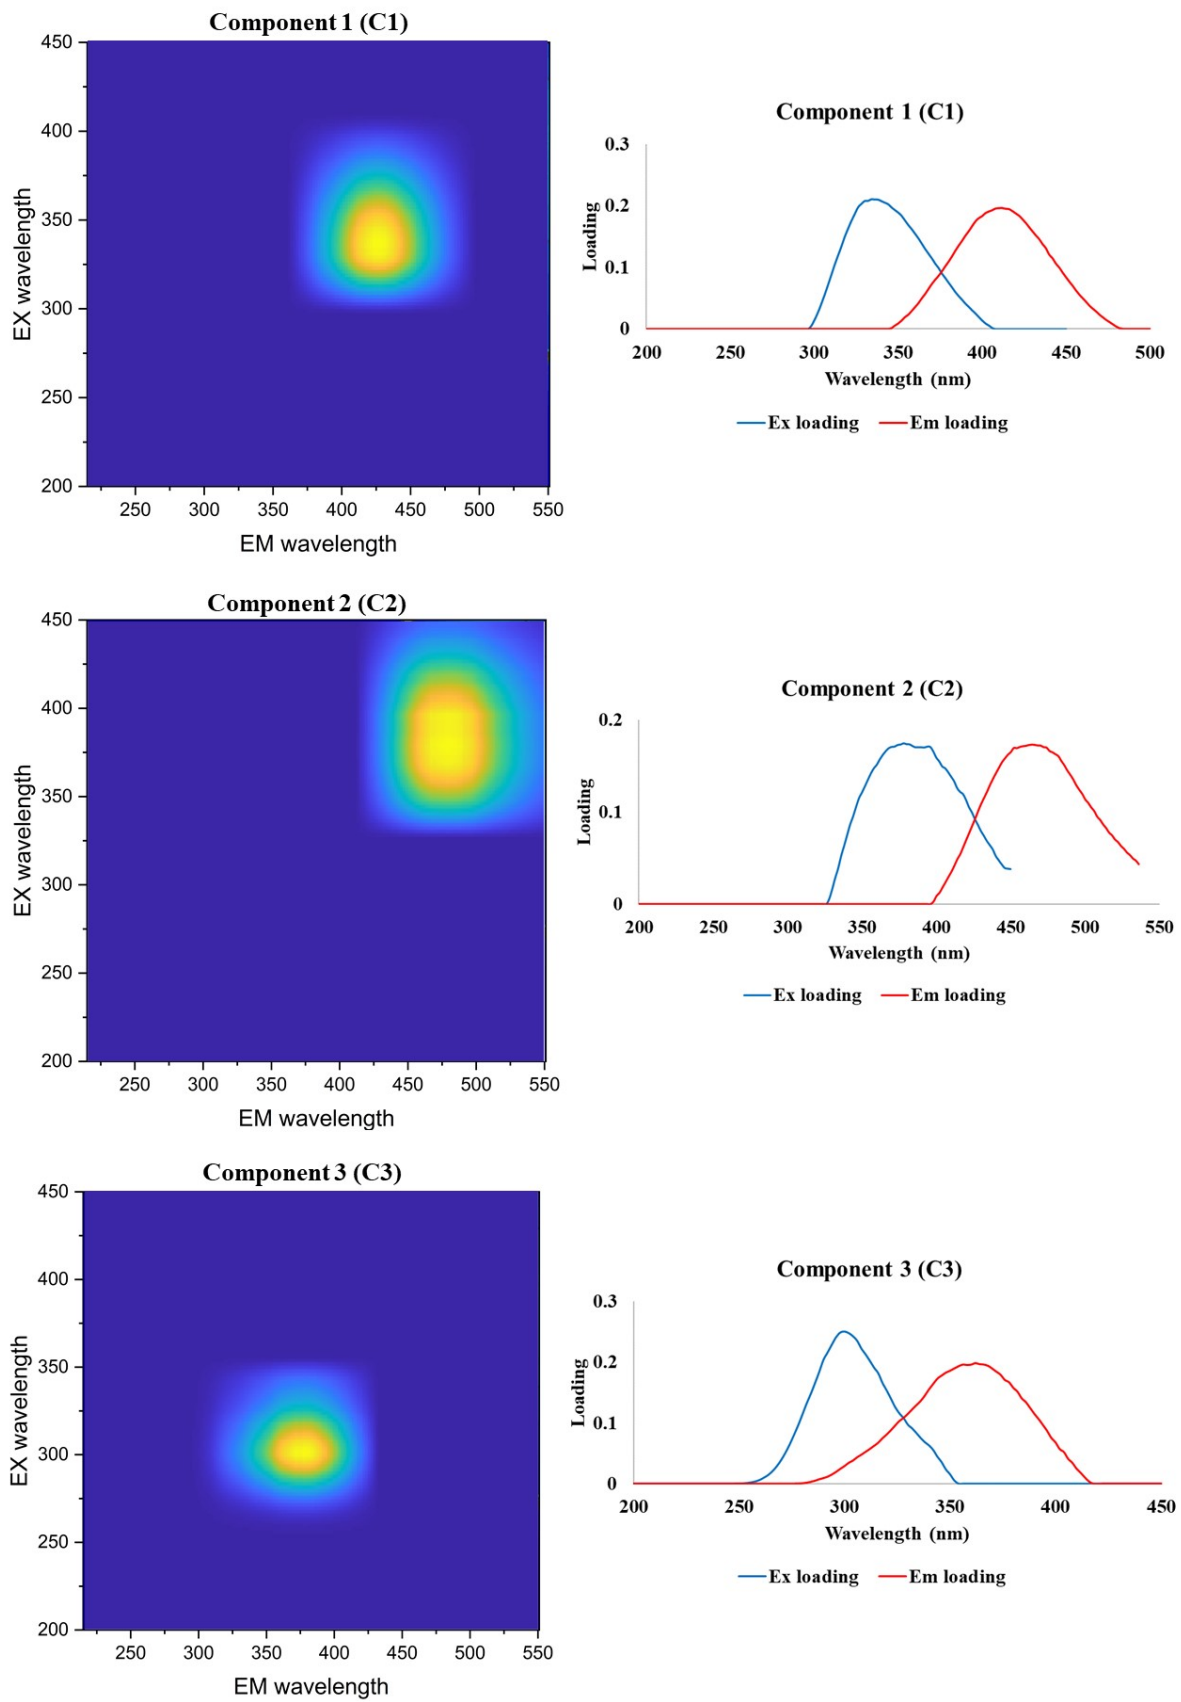 Component 1 (C1)
450
400
350
300
250
200
EX wavelength
250 300 350 400 450 500 550
EM wavelength
Component 1 (C1)
0.3
0.2
0.1
0
Loading
200 250 300 350 400 450 500
Wavelength (nm)
Ex loading Em loading
Component 2 (C2)
450
400
350
300
250
200
EX wavelength
250 300 350 400 450 500 550
EM wavelength
Component 2 (C2)
0.2
0.1
0
Loading
200 250 300 350 400 450 500 550
Wavelength (nm)
Ex loading Em loading
Component 3 (C3)
450
400
350
300
250
200
EX wavelength
250 300 350 400 450 500 550
EM wavelength
Component 3 (C3)
0.3
0.2
0.1
0
Loading
200 250 300 350 400 450
Wavelength (nm)
Ex loading Em loading